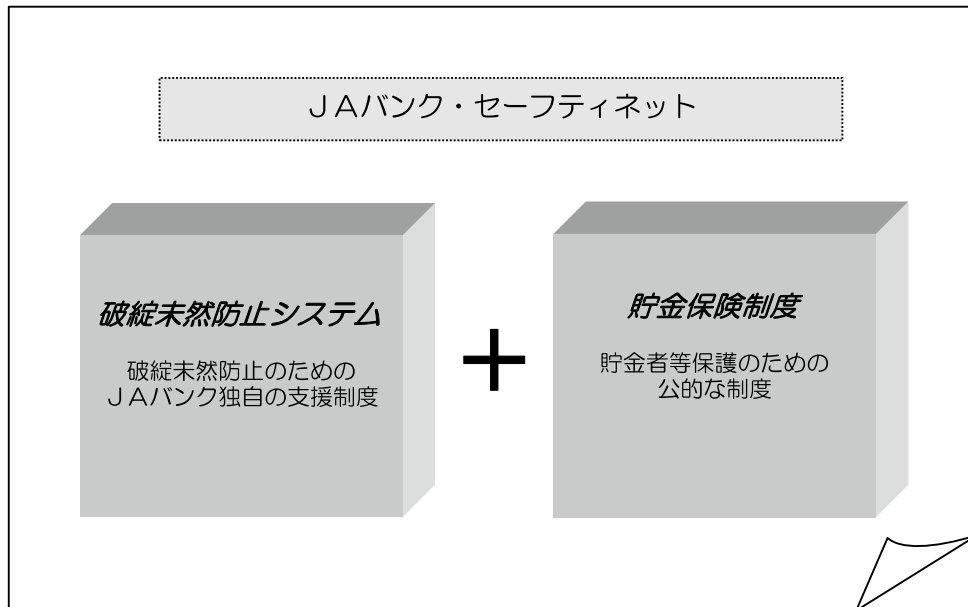 ＪＡバンク・セーフティネット
破綻未然防止システム
破綻未然防止のための
ＪＡバンク独自の支援制度
＋
貯金保険制度
貯金者等保護のための
公的な制度